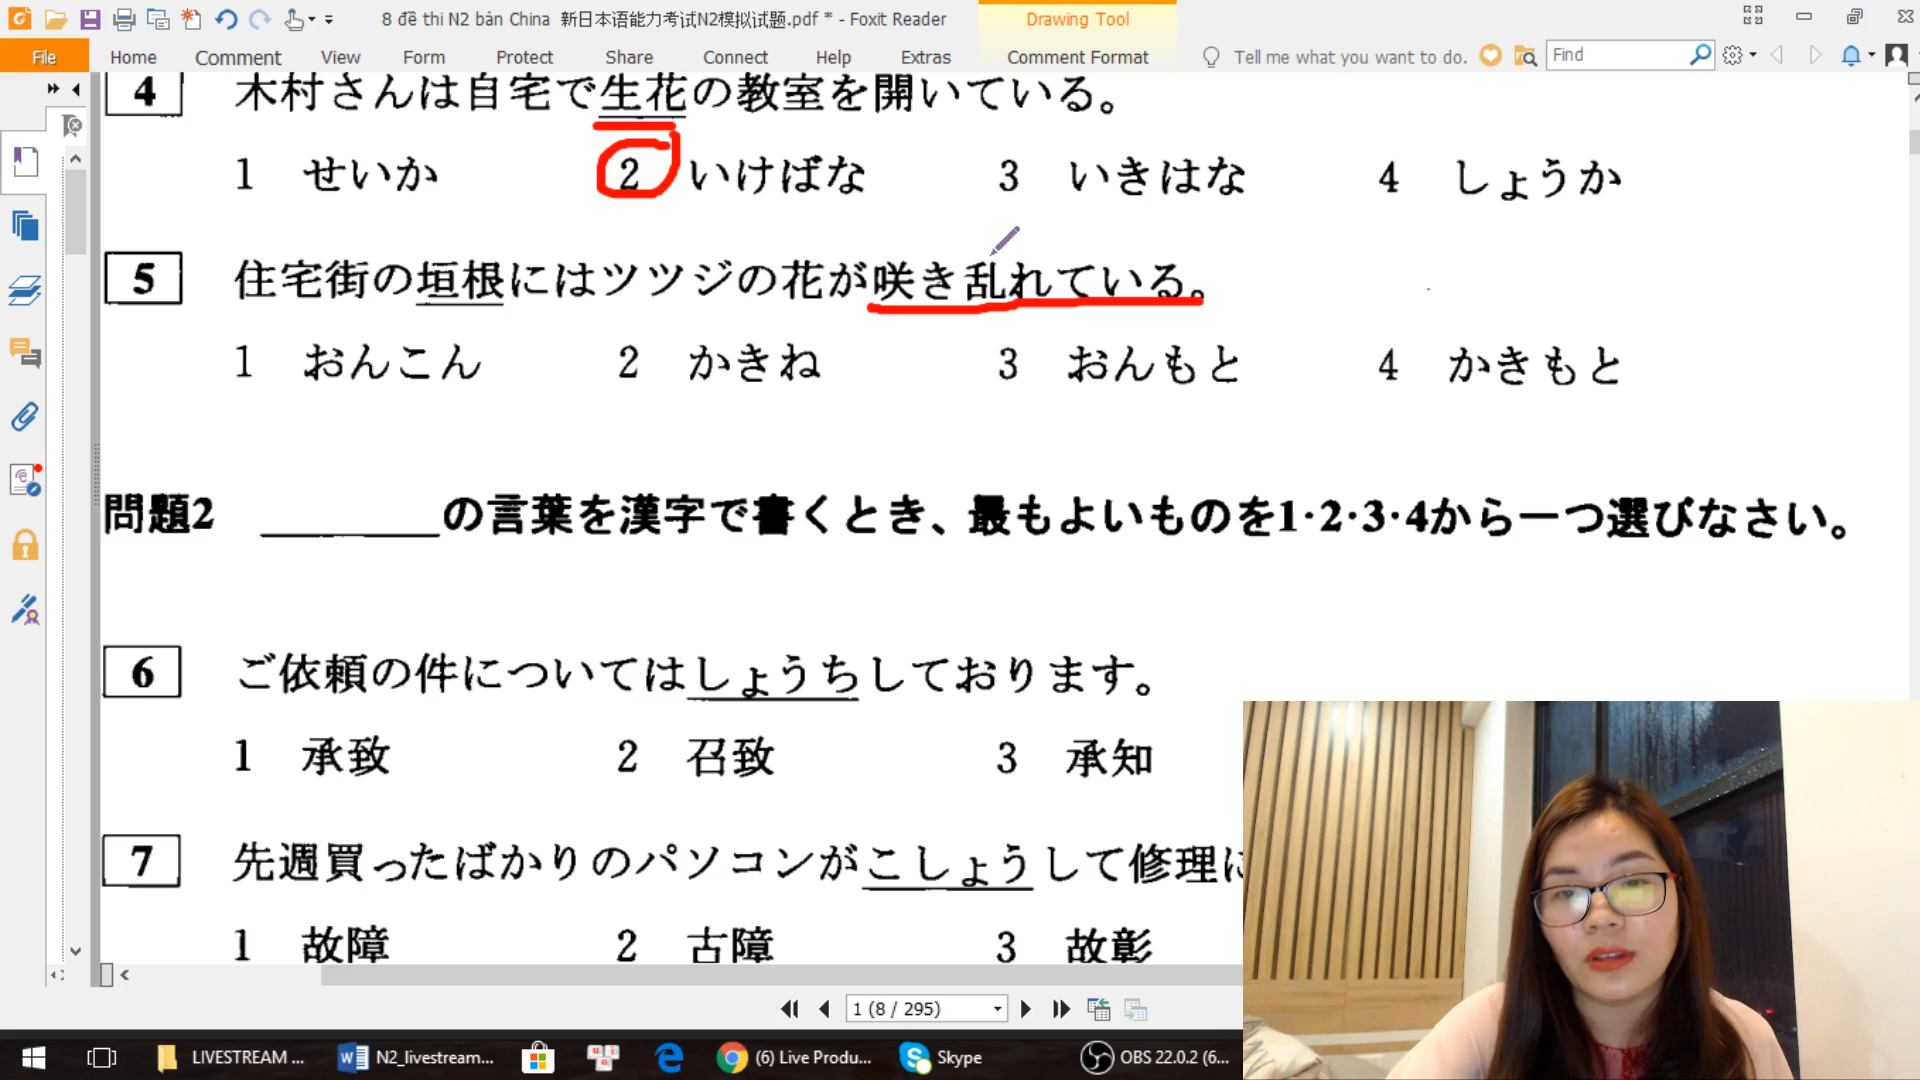 8 đề thi N2 bản China 新日本语能力考试N2模拟试题.pdf * - Foxit Reader
Drawing Tool
File Home Comment View Form Protect Share Connect Help Extras Comment Format Tell me what you want to do. Find
4 木村さんは自宅で生花の教室を開いている。
1 せいか 2 いけばな 3 いきはな 4 しょうか
5 住宅街の垣根にはツツジの花が咲き乱れている。
1 おんこん 2 かきね 3 おんもと 4 かきもと
問題2 ______の言葉を漢字で書くとき、最もよいものを1·2·3·4から一つ選びなさい。
6 ご依頼の件についてはしょうちしております。
1 承致 2 召致 3 承知
7 先週買ったばかりのパソコンがこしょうして修理に
1 故障 2 古障 3 故彰
1 (8 / 295)
LIVESTREAM ... N2_livestream... (6) Live Produ... Skype OBS 22.0.2 (6...